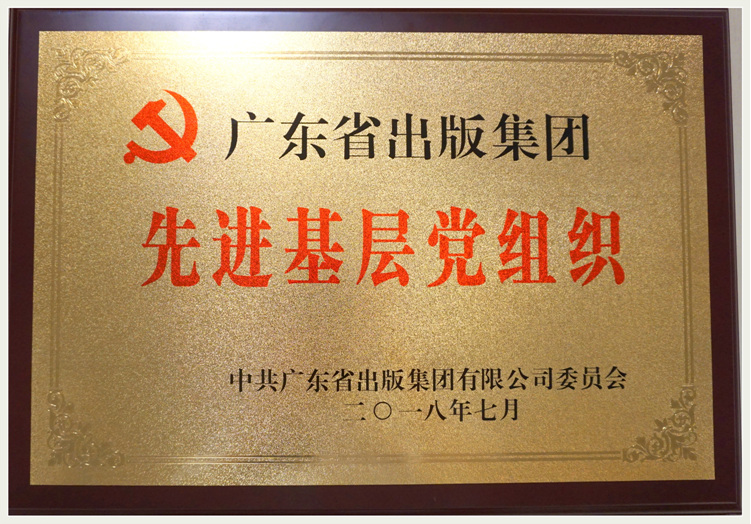 广东省出版集团
先进基层党组织
中共广东省出版集团有限公司委员会
二〇一八年七月